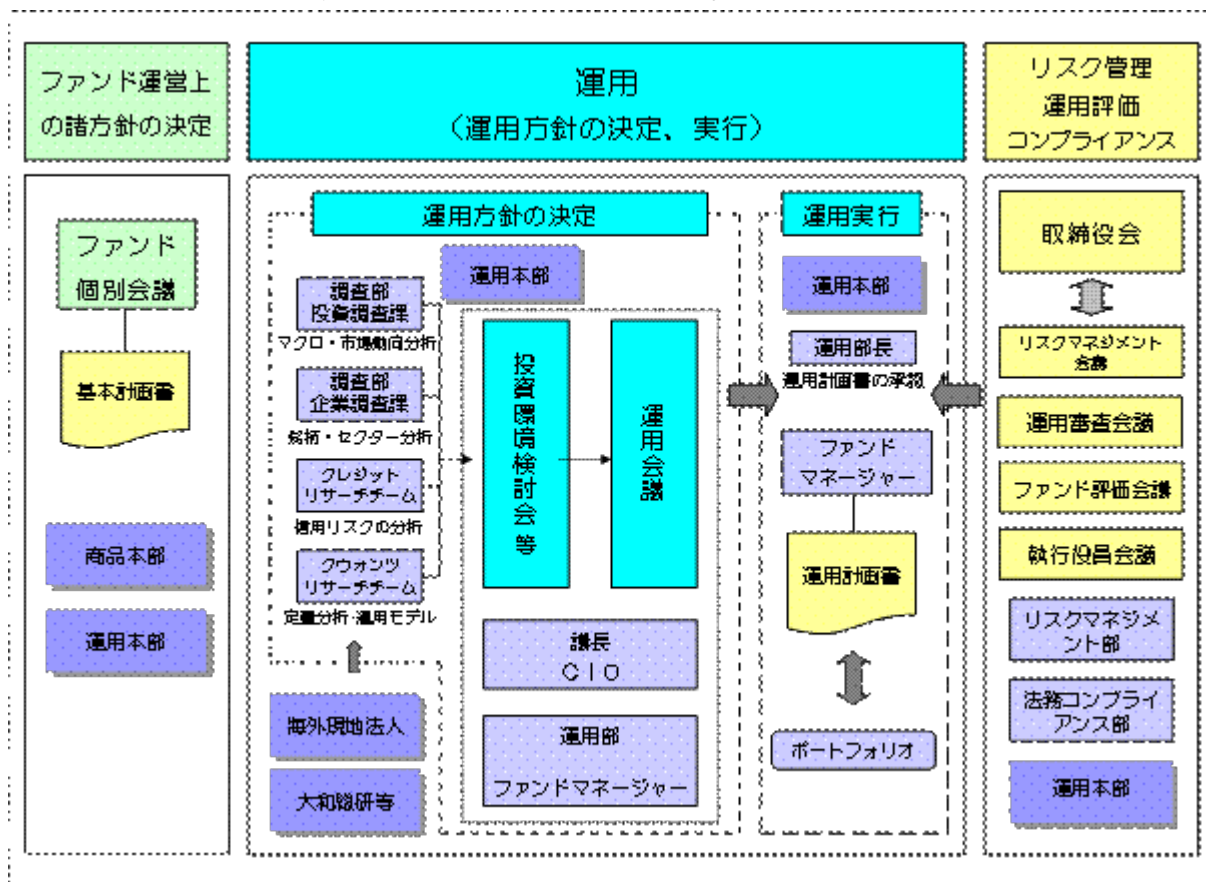 ファンド運営上
の諸方針の決定
運用
（運用方針の決定、実行）
リスク管理
運用評価
コンプライアンス
ファンド
個別会議
基本計画書
商品本部
運用本部
運用方針の決定
運用本部
調査部
投資調査課
マクロ・市場動向分析
調査部
企業調査課
銘柄・セクター分析
クレジット
リサーチチーム
信用リスクの分析
クウォンツ
リサーチチーム
定量分析・運用モデル
海外現地法人
大和総研等
投資環境検討会等
運用会議
議長
CIO
運用部
ファンドマネージャー
運用実行
運用本部
運用部長
運用計画書の承認
ファンド
マネージャー
運用計画書
ポートフォリオ
取締役会
リスクマネジメント
会議
運用審査会議
ファンド評価会議
執行役員会議
リスクマネジメ
ント部
法務コンプライ
アンス部
運用本部